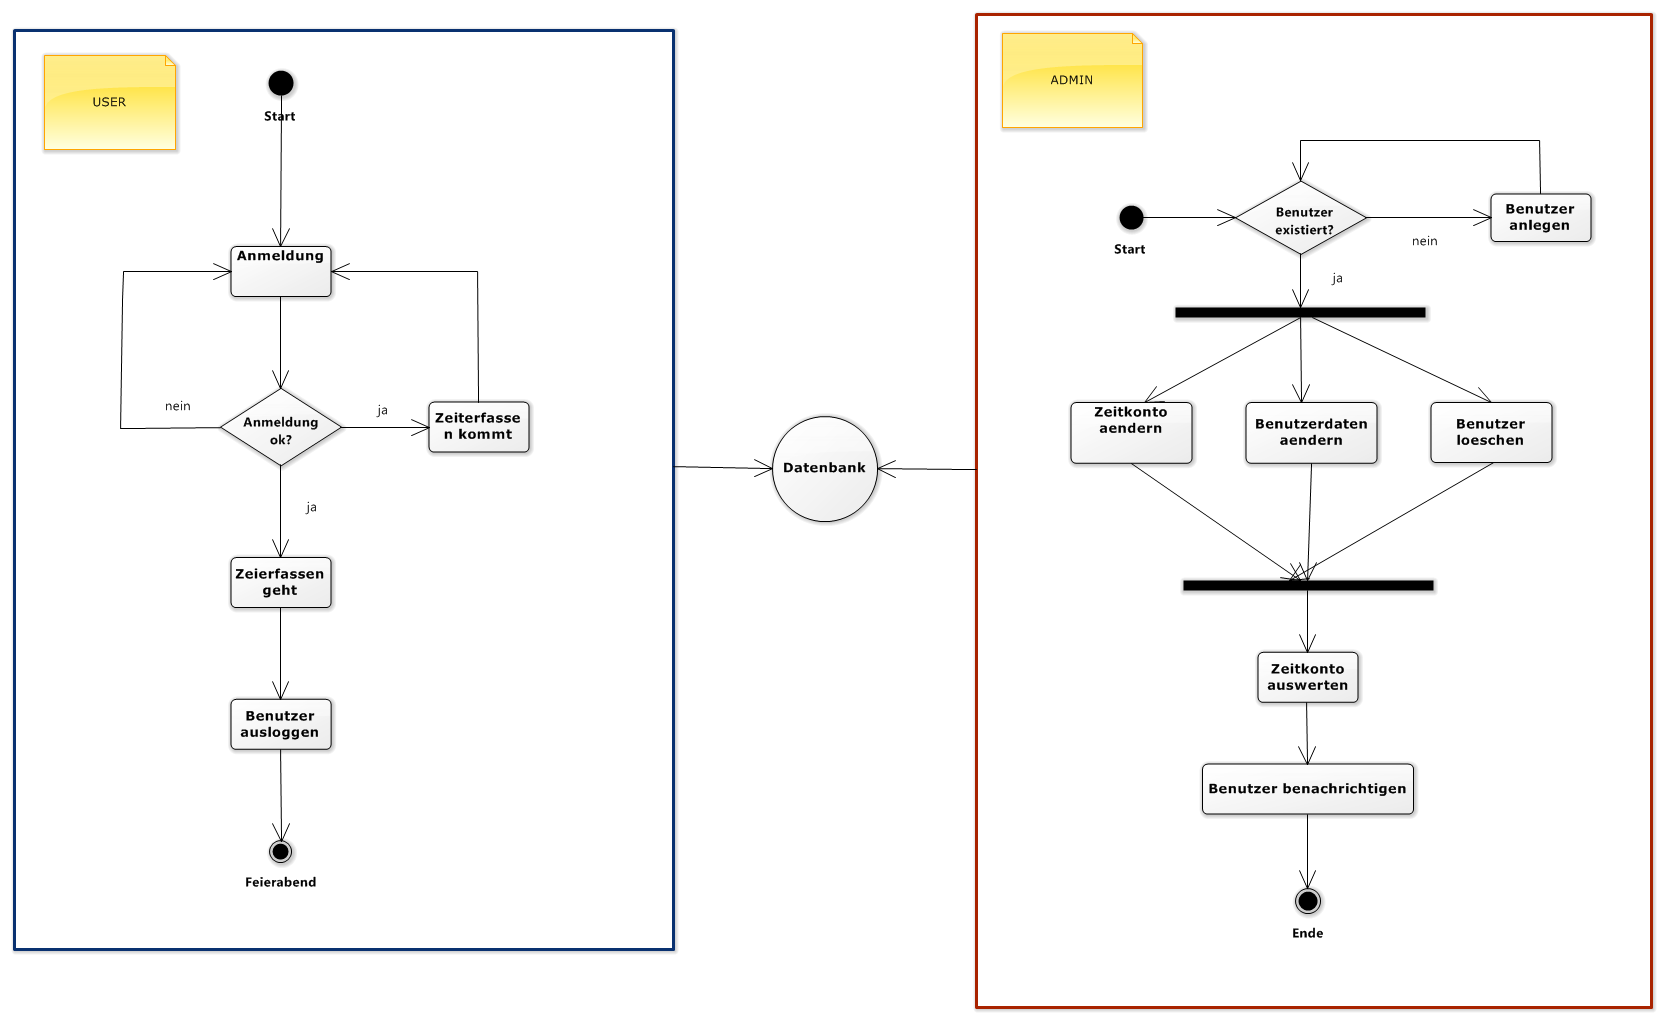 USER
Start
Anmeldung
nein
Anmeldung
ok?
ja
Zeiterfasse
n kommt
ja
Zeierfassen
geht
Benutzer
ausloggen
Feierabend
Datenbank
ADMIN
Start
Benutzer
existiert?
nein
Benutzer
anlegen
ja
Zeitkonto
aendern
Benutzerdaten
aendern
Benutzer
loeschen
Zeitkonto
auswerten
Benutzer benachrichtigen
Ende